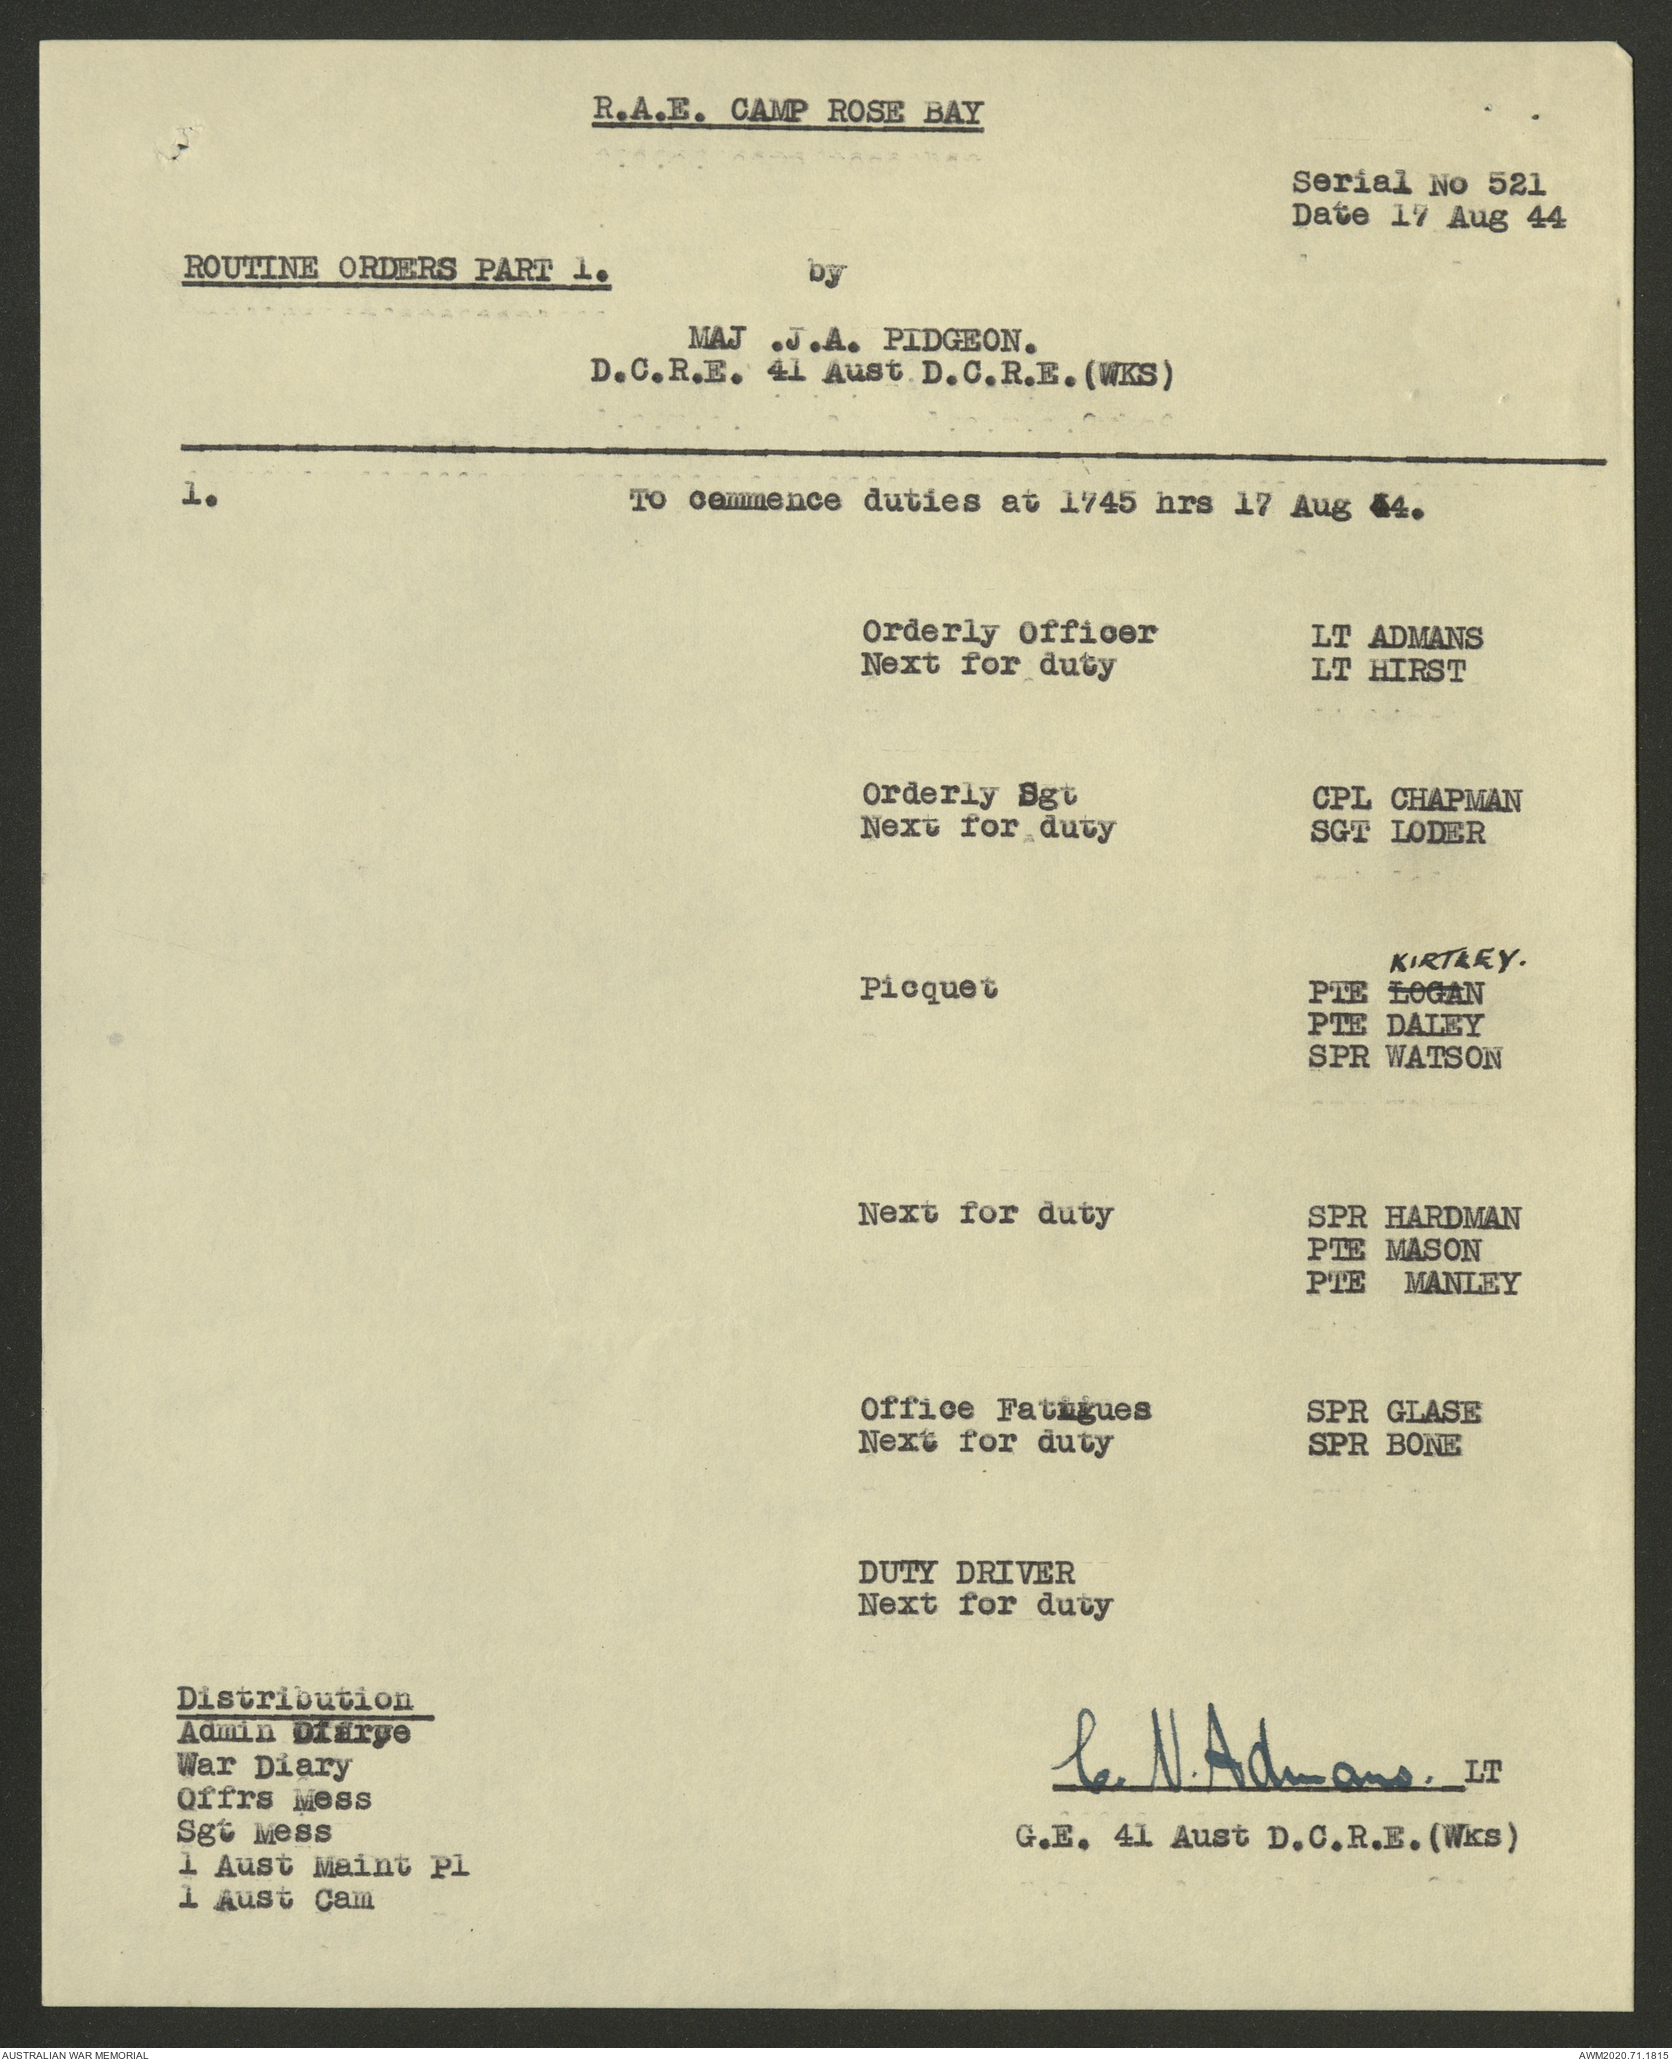 R.A.E. CAMP ROSE BAY
Serial No 521
Date 17 Aug 44
ROUTINE ORDERS PART 1. by
MAJ .J.A. PIDGEON.
D.C.R.E. 41 Aust D.C.R.E.(WKS)
1. To commence duties at 1745 hrs 17 Aug 44.
Orderly Officer LT ADMANS
Next for duty LT HIRST
Orderly Sgt CPL CHAPMAN
Next for duty SGT LODER
KIRTLEY.
Picquet PTE LOGAN
PTE DALEY
SPR WATSON
Next for duty SPR HARDMAN
PTE MASON
PTE MANLEY
Office Fatigues SPR GLASE
Next for duty SPR BONE
DUTY DRIVER
Next for duty
Distribution
Admin
War Diary
Offrs Mess
Sgt Mess
1 Aust Maint Pl
1 Aust Cam
C. N. Admans. LT
G.E. 41 Aust D.C.R.E.(Wks)
AUSTRALIAN WAR MEMORIAL AWM2020.71.1815